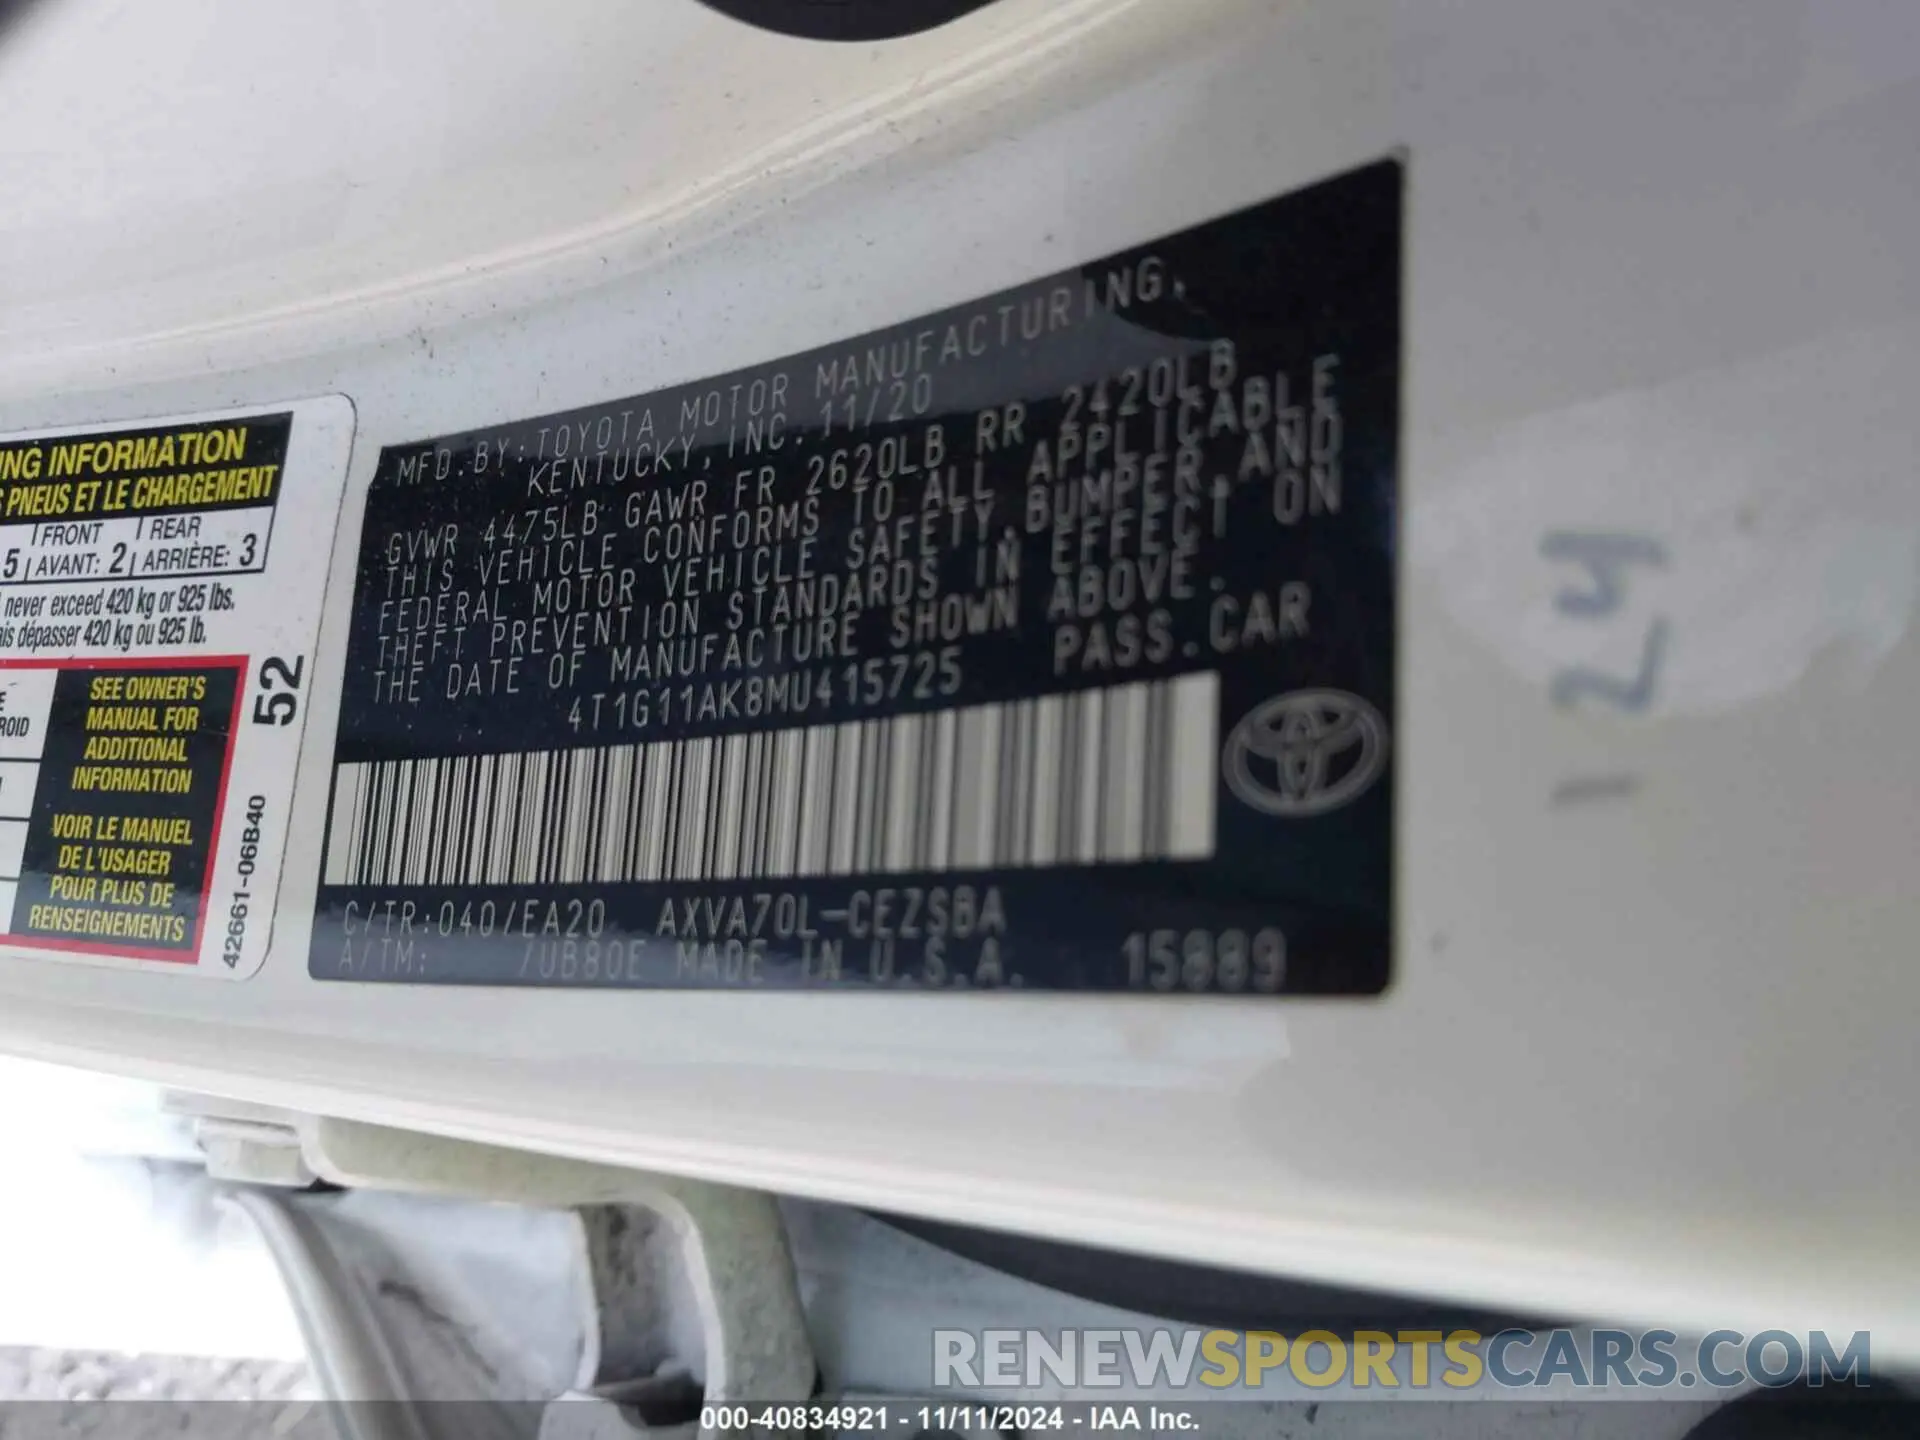 ING INFORMATION
S PNEUS ET LE CHARGEMENT
FRONT REAR
5 AVANT: 2 ARRIÈRE: 3
never exceed 420 kg or 925 lbs.
ais dépasser 420 kg ou 925 lb.
E
ROID
SEE OWNER'S
MANUAL FOR
ADDITIONAL
INFORMATION
VOIR LE MANUEL
DE L'USAGER
POUR PLUS DE
RENSEIGNEMENTS
52
42661-06B40
MFD.BY:TOYOTA MOTOR MANUFACTURING,
KENTUCKY, INC. 11/20
GVWR 4475LB GAWR FR 2620LB RR 2420LB
THIS VEHICLE CONFORMS TO ALL APPLICABLE
FEDERAL MOTOR VEHICLE SAFETY,BUMPER,AND
THEFT PREVENTION STANDARDS IN EFFECT ON
THE DATE OF MANUFACTURE SHOWN ABOVE.
4T1G11AK8MU415725 PASS.CAR
C/TR:040/EA20 AXVA70L-CEZSBA
A/TM: /UB80E MADE IN U.S.A. 15889
124
RENEWSPORTSCARS.COM
000-40834921 - 11/11/2024 - IAA Inc.